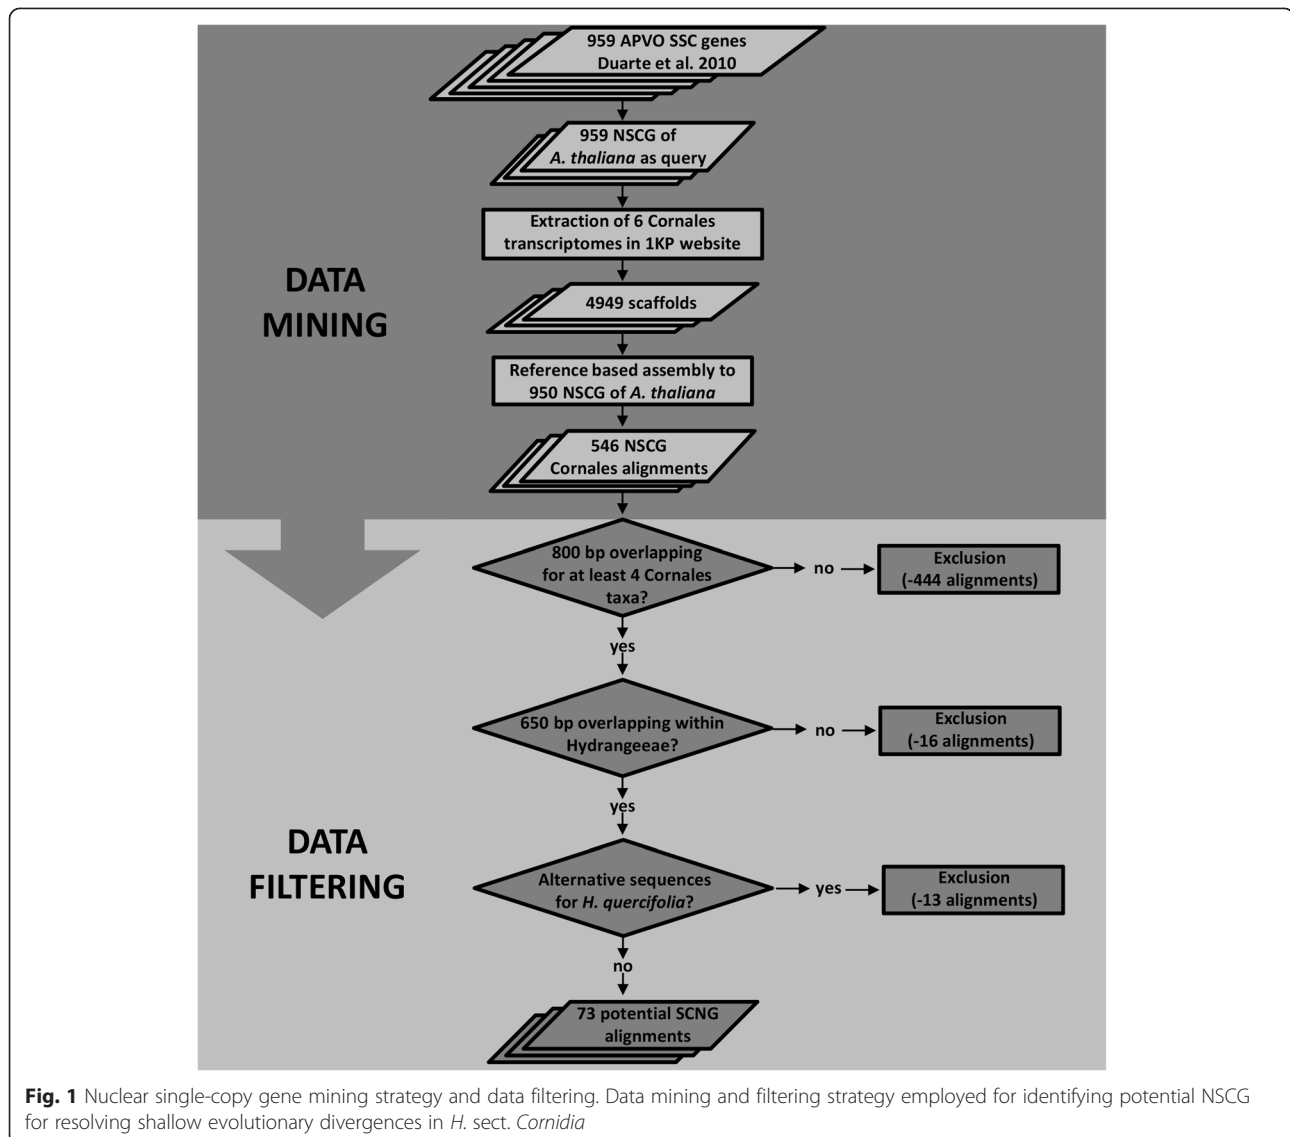 959 APVO SSC genes
Duarte et al. 2010
959 NSCG of
A. thaliana as query
Extraction of 6 Cornales
transcriptomes in 1KP website
DATA
MINING
4949 scaffolds
Reference based assembly to
950 NSCG of A. thaliana
546 NSCG
Cornales alignments
800 bp overlapping
for at least 4 Cornales
taxa?
no
Exclusion
(-444 alignments)
yes
650 bp overlapping within
Hydrangeeae?
no
Exclusion
(-16 alignments)
yes
DATA
FILTERING
Alternative sequences
for H. quercifolia?
yes
Exclusion
(-13 alignments)
no
73 potential SCNG
alignments
Fig. 1 Nuclear single-copy gene mining strategy and data filtering. Data mining and filtering strategy employed for identifying potential NSCG
for resolving shallow evolutionary divergences in H. sect. Cornidia